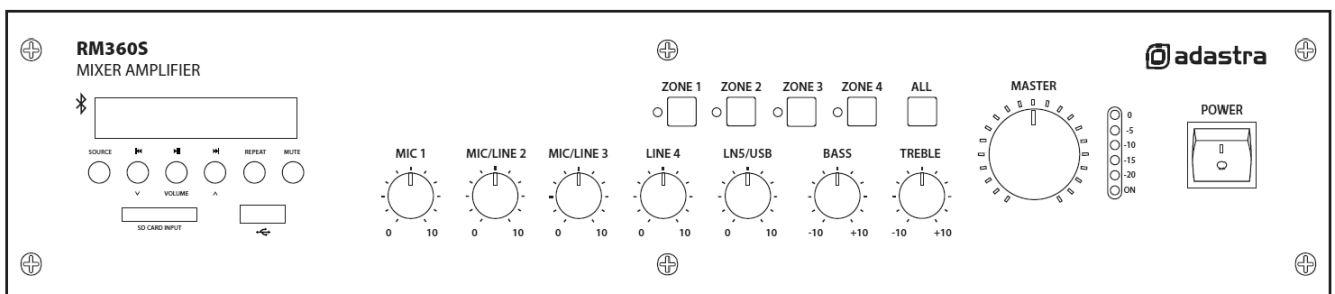 RM360S
MIXER AMPLIFIER
adastra
ZONE 1 ZONE 2 ZONE 3 ZONE 4 ALL
MASTER
POWER
0
-5
-10
-15
-20
ON
SOURCE REPEAT MUTE
VOLUME
SD CARD INPUT
MIC 1 MIC/LINE 2 MIC/LINE 3 LINE 4 LN5/USB BASS TREBLE
0 10 0 10 0 10 0 10 0 10 -10 +10 -10 +10